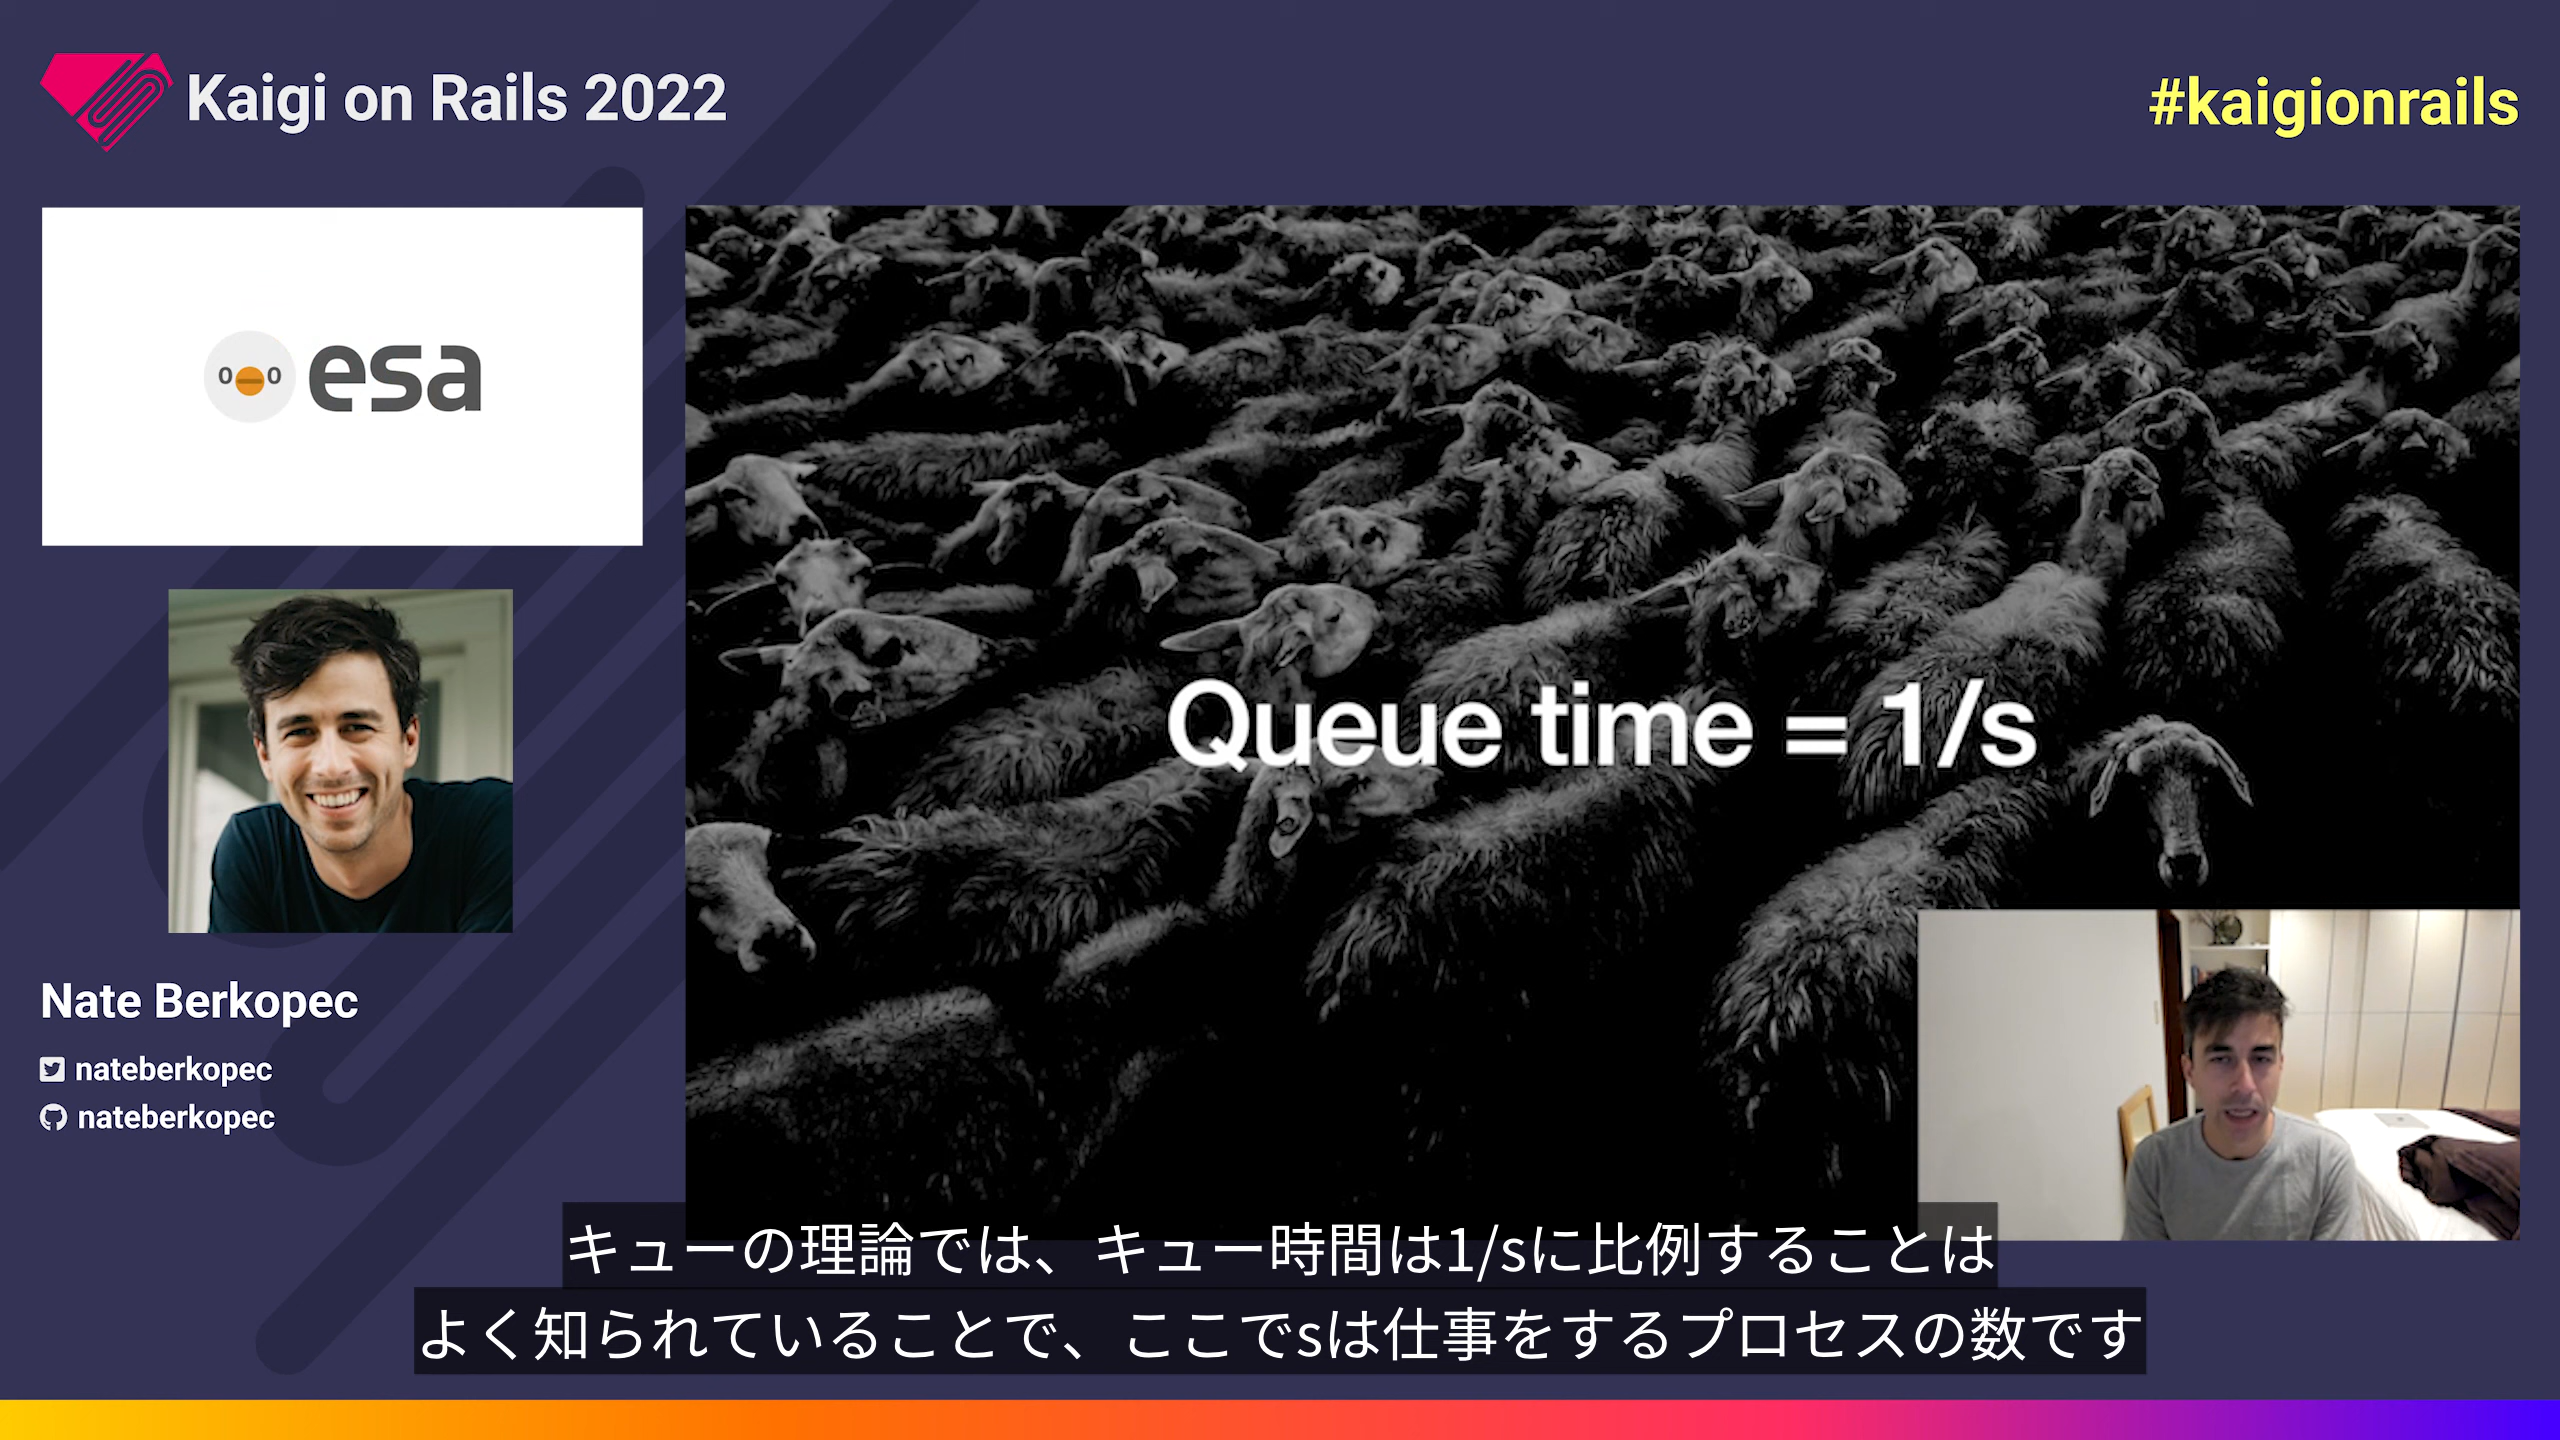 Kaigi on Rails 2022
#kaigionrails
esa
Queue time = 1/s
Nate Berkopec
nateberkopec
nateberkopec
キューの理論では、キュー時間は1/sに比例することは
よく知られていることで、ここでsは仕事をするプロセスの数です